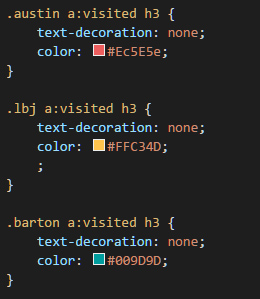 .austin a:visited h3 {
text-decoration: none;
color: #Ec5E5e;
}
.lbj a:visited h3 {
text-decoration: none;
color: #FFC34D;
;
}
.barton a:visited h3 {
text-decoration: none;
color: #009D9D;
}